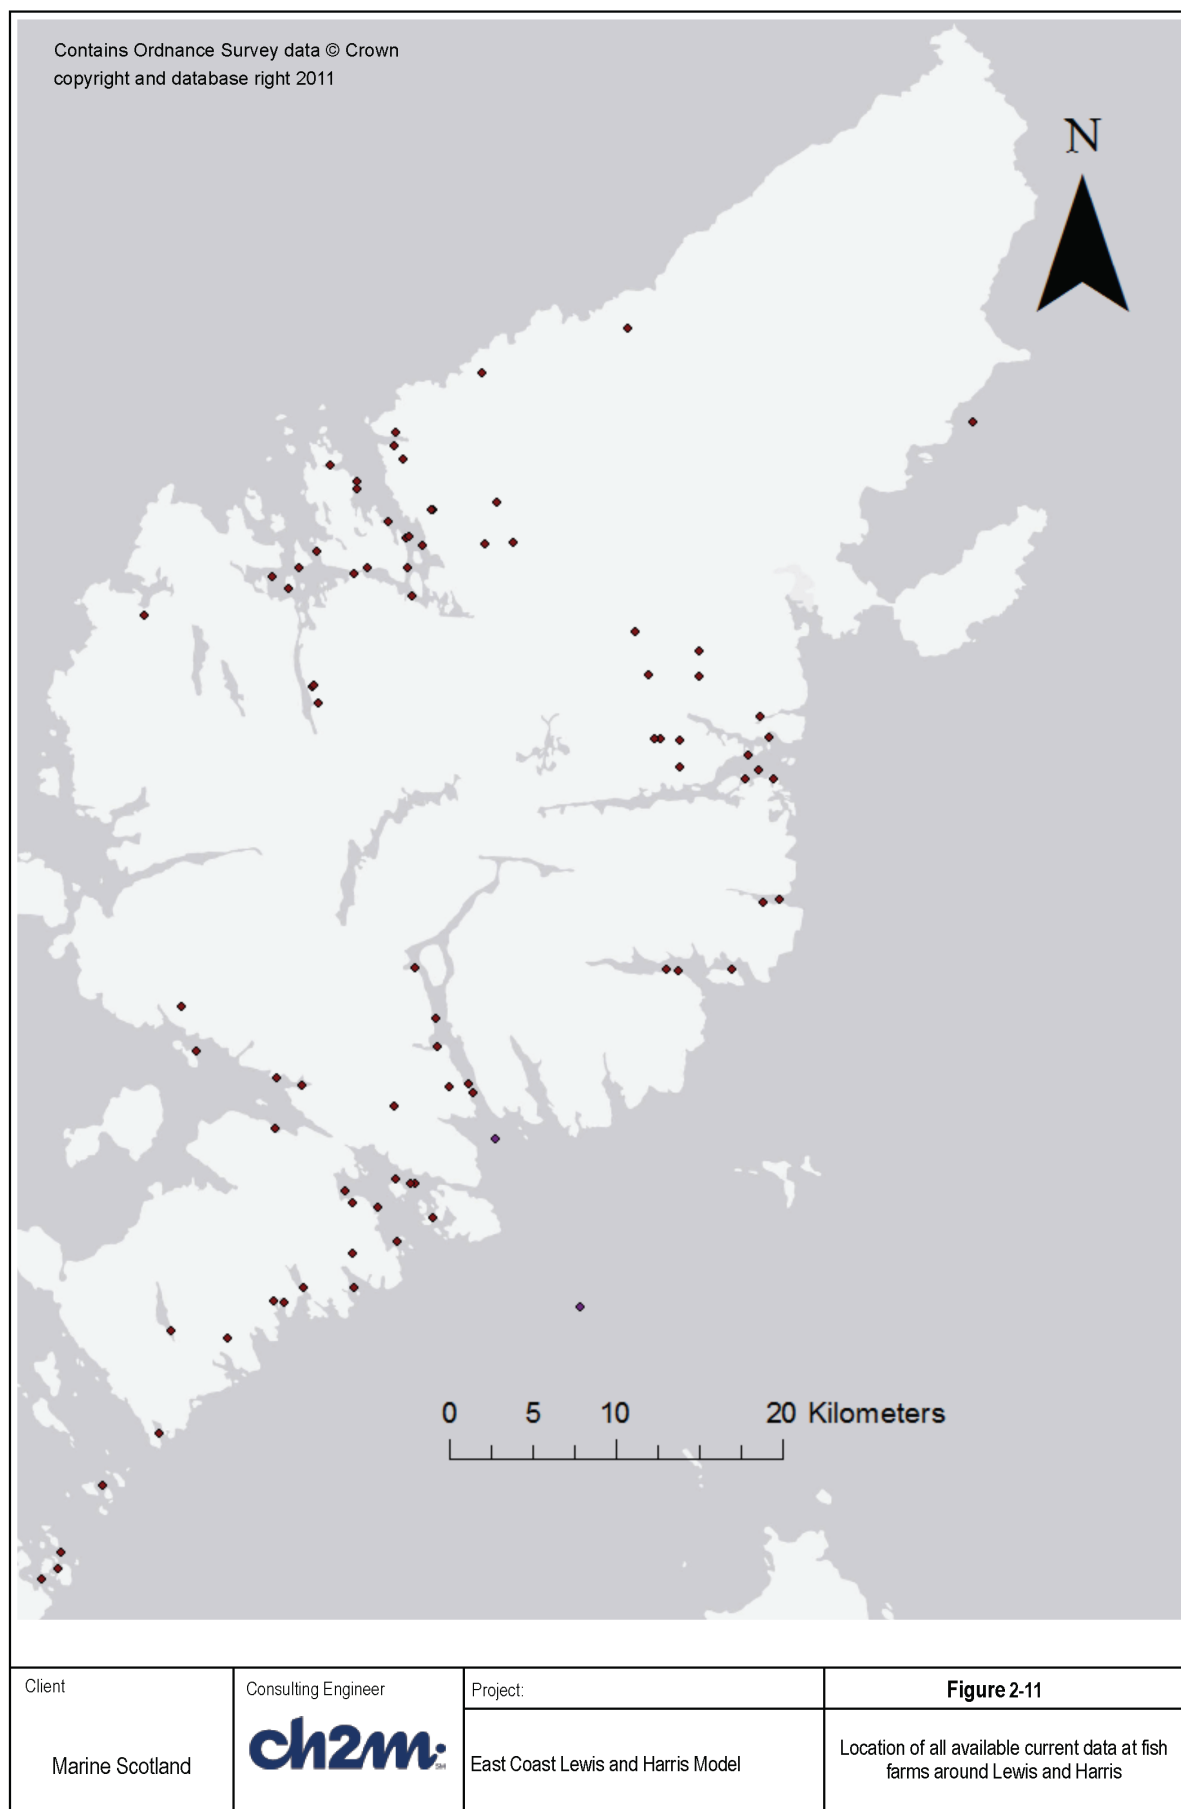 Contains Ordnance Survey data © Crown
copyright and database right 2011
N
0 5 10 20 Kilometers
Client
Marine Scotland
Consulting Engineer
ch2m:
SM
Project:
East Coast Lewis and Harris Model
Figure 2-11
Location of all available current data at fish
farms around Lewis and Harris